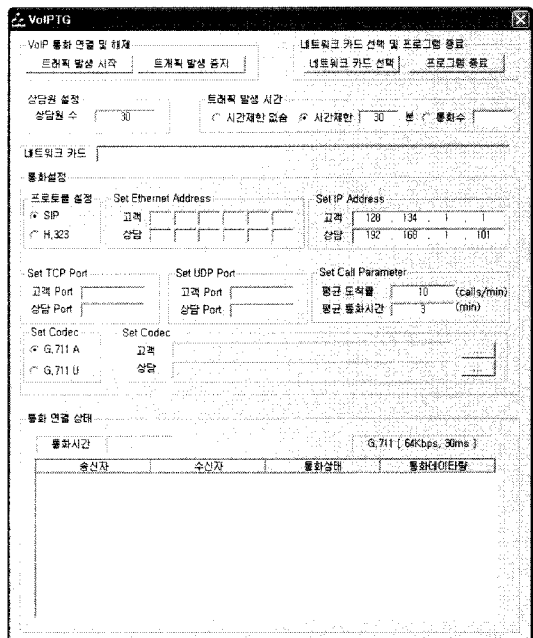 VoIPTG
VoIP 통화 연결 및 해제
네트워크 카드 선택 및 프로그램 종료
트래픽 발생 시작 트래픽 발생 중지 네트워크 카드 선택 프로그램 종료
상담원 설정
트래픽 발생 시간
상담원 수 30 시간제한 없음 시간제한 30 분 통화수
네트워크 카드
통화설정
프로토콜 설정 Set Ethernet Address Set IP Address
SIP 고객 128 . 134 . 1 . 1
H,323 상담 192 . 168 . 1 . 101
Set TCP Port Set UDP Port Set Call Parameter
고객 Port 고객 Port 평균 도착률 10 (calls/min)
상담 Port 상담 Port 평균 통화시간 3 (min)
Set Codec Set Codec
G,711 A 고객
G,711 U 상담 ...
통화 연결 상태
통화시간 G,711 [ 64Kbps, 30ms ]
송신자 수신자 통화상태 통화데이타량